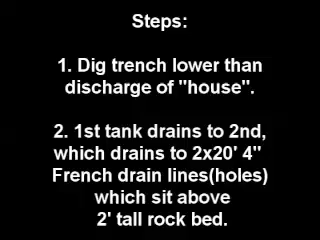 Steps:
1. Dig trench lower than
discharge of "house".
2. 1st tank drains to 2nd,
which drains to 2x20' 4"
French drain lines(holes)
which sit above
2' tall rock bed.